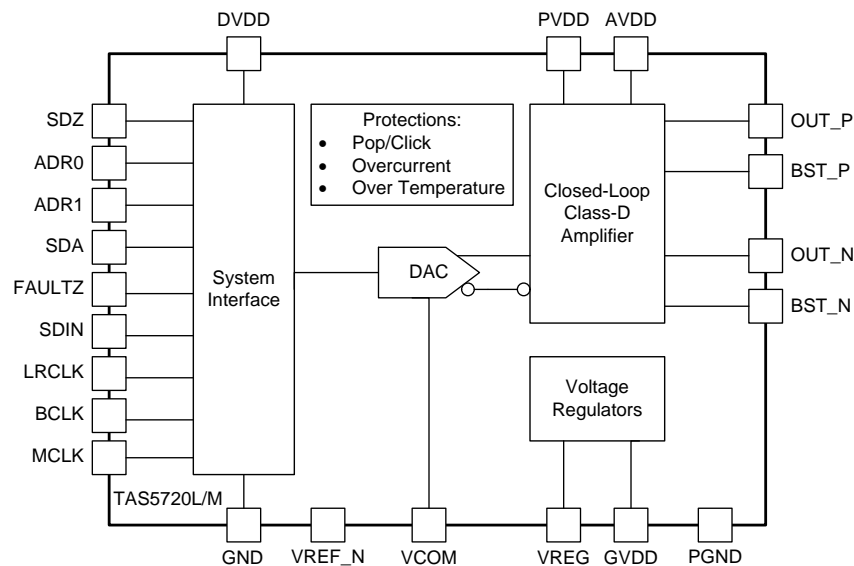 DVDD
PVDD
AVDD
SDZ
ADR0
ADR1
SDA
FAULTZ
SDIN
LRCLK
BCLK
MCLK
System
Interface
Protections:
• Pop/Click
• Overcurrent
• Over Temperature
DAC
Closed-Loop
Class-D
Amplifier
Voltage
Regulators
OUT_P
BST_P
OUT_N
BST_N
TAS5720L/M
GND
VREF_N
VCOM
VREG
GVDD
PGND